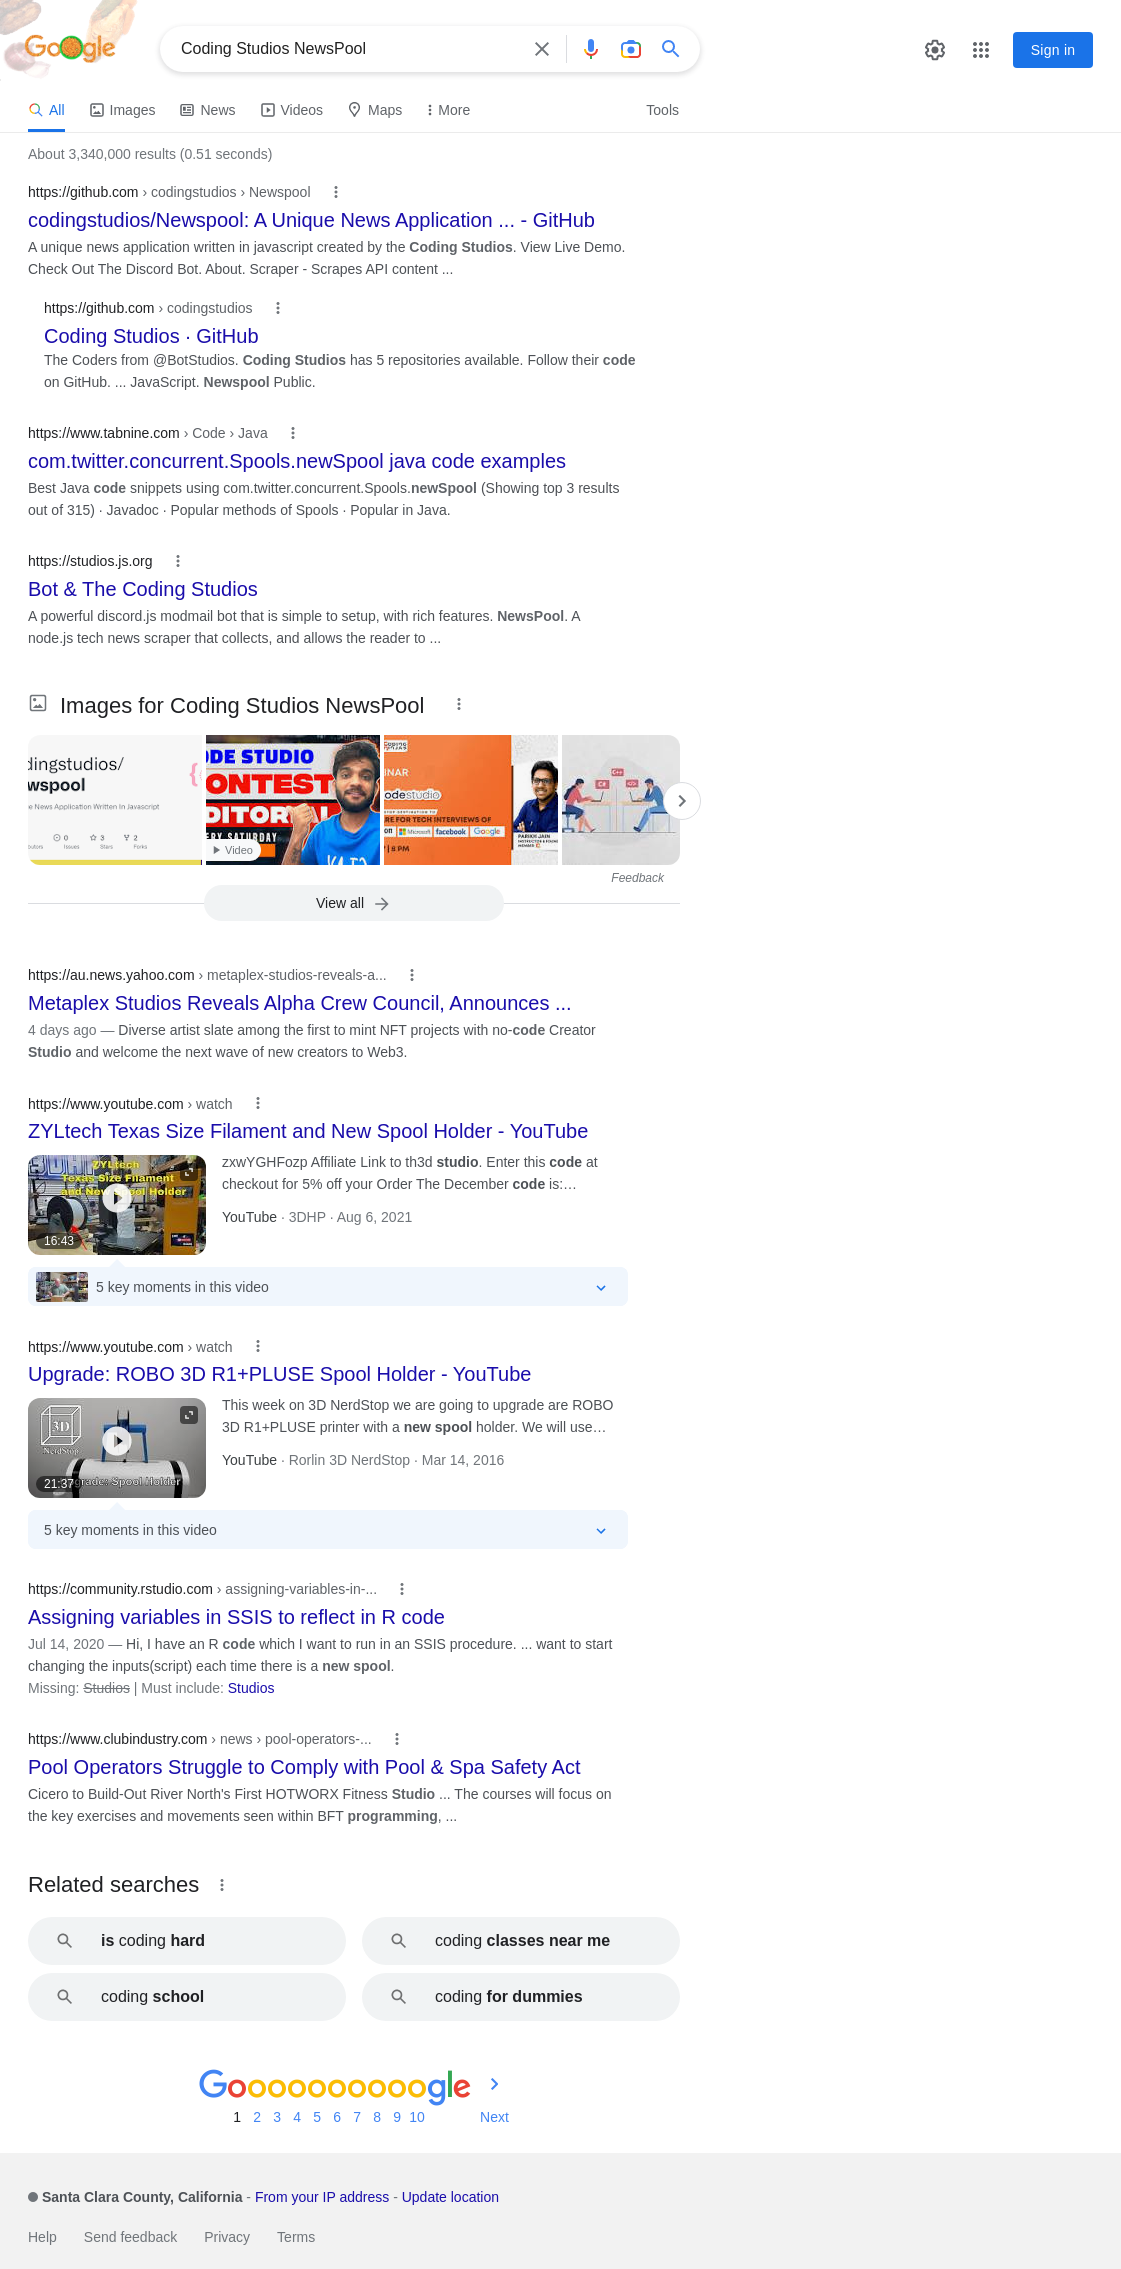 Google
Coding Studios NewsPool
Sign in
All
Images
News
Videos
Maps
More
Tools
About 3,340,000 results (0.51 seconds)
https://github.com › codingstudios › Newspool
codingstudios/Newspool: A Unique News Application ... - GitHub
A unique news application written in javascript created by the Coding Studios. View Live Demo.
Check Out The Discord Bot. About. Scraper - Scrapes API content ...
https://github.com › codingstudios
Coding Studios · GitHub
The Coders from @BotStudios. Coding Studios has 5 repositories available. Follow their code
on GitHub. ... JavaScript. Newspool Public.
https://www.tabnine.com › Code › Java
com.twitter.concurrent.Spools.newSpool java code examples
Best Java code snippets using com.twitter.concurrent.Spools.newSpool (Showing top 3 results
out of 315) · Javadoc · Popular methods of Spools · Popular in Java.
https://studios.js.org
Bot & The Coding Studios
A powerful discord.js modmail bot that is simple to setup, with rich features. NewsPool. A
node.js tech news scraper that collects, and allows the reader to ...
Images for Coding Studios NewsPool
dingstudios/
wspool
e News Application Written In Javascript
0
3
2
Issues
Stars
Forks
ODE STUDIO
ONTEST
DITORIAL
ERY SATURDAY
Video
CODING
INAR
odestudio
RE FOR TECH INTERVIEWS OF
Microsoft
facebook
Google
| 8 PM
PARIKH JAIN
C++
C#
</>
Feedback
View all
https://au.news.yahoo.com › metaplex-studios-reveals-a...
Metaplex Studios Reveals Alpha Crew Council, Announces ...
4 days ago — Diverse artist slate among the first to mint NFT projects with no-code Creator
Studio and welcome the next wave of new creators to Web3.
https://www.youtube.com › watch
ZYLtech Texas Size Filament and New Spool Holder - YouTube
ZYLtech
Texas Size Filament
and New Spool Holder
16:43
zxwYGHFozp Affiliate Link to th3d studio. Enter this code at
checkout for 5% off your Order The December code is:…
YouTube · 3DHP · Aug 6, 2021
5 key moments in this video
https://www.youtube.com › watch
Upgrade: ROBO 3D R1+PLUSE Spool Holder - YouTube
3D
NerdStop
21:37
grade: Spool Holder
This week on 3D NerdStop we are going to upgrade are ROBO
3D R1+PLUSE printer with a new spool holder. We will use…
YouTube · Rorlin 3D NerdStop · Mar 14, 2016
5 key moments in this video
https://community.rstudio.com › assigning-variables-in-...
Assigning variables in SSIS to reflect in R code
Jul 14, 2020 — Hi, I have an R code which I want to run in an SSIS procedure. ... want to start
changing the inputs(script) each time there is a new spool.
Missing: Studios | Must include: Studios
https://www.clubindustry.com › news › pool-operators-...
Pool Operators Struggle to Comply with Pool & Spa Safety Act
Cicero to Build-Out River North's First HOTWORX Fitness Studio ... The courses will focus on
the key exercises and movements seen within BFT programming, ...
Related searches
is coding hard
coding classes near me
coding school
coding for dummies
Goooooooooogle
1 2 3 4 5 6 7 8 9 10 Next
Santa Clara County, California - From your IP address - Update location
Help Send feedback Privacy Terms